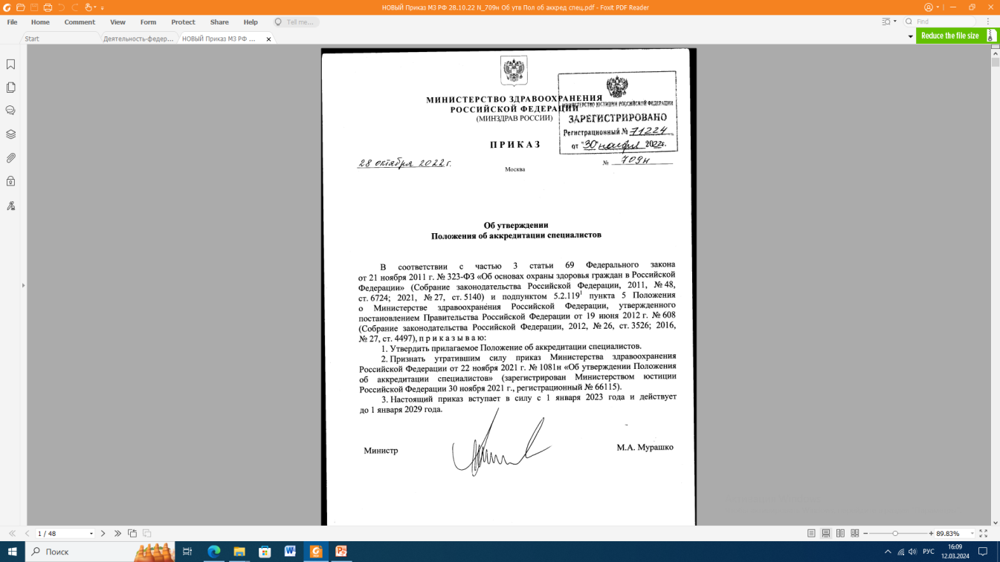 НОВЫЙ Приказ МЗ РФ 28.10.22 N_709н Об утв Пол об аккред спец.pdf - Foxit PDF Reader
File Home Comment View Form Protect Share Help Tell me... Find
Start Деятельность-федер... НОВЫЙ Приказ МЗ РФ ... Reduce the file size
МИНИСТЕРСТВО ЗДРАВООХРАНЕНИЯ
РОССИЙСКОЙ ФЕДЕРАЦИИ
(МИНЗДРАВ РОССИИ)
МИНИСТЕРСТВО ЮСТИЦИИ РОССИЙСКОЙ ФЕДЕРАЦИИ
ЗАРЕГИСТРИРОВАНО
Регистрационный № 71224
от "30" ноября 2022г.
ПРИКАЗ
28 октября 2022 г. № 709н
Москва
Об утверждении
Положения об аккредитации специалистов
В соответствии с частью 3 статьи 69 Федерального закона
от 21 ноября 2011 г. № 323-ФЗ «Об основах охраны здоровья граждан в Российской
Федерации» (Собрание законодательства Российской Федерации, 2011, № 48,
ст. 6724; 2021, № 27, ст. 5140) и подпунктом 5.2.119¹ пункта 5 Положения
о Министерстве здравоохранения Российской Федерации, утвержденного
постановлением Правительства Российской Федерации от 19 июня 2012 г. № 608
(Собрание законодательства Российской Федерации, 2012, № 26, ст. 3526; 2016,
№ 27, ст. 4497), п р и к а з ы в а ю:
1. Утвердить прилагаемое Положение об аккредитации специалистов.
2. Признать утратившим силу приказ Министерства здравоохранения
Российской Федерации от 22 ноября 2021 г. № 1081н «Об утверждении Положения
об аккредитации специалистов» (зарегистрирован Министерством юстиции
Российской Федерации 30 ноября 2021 г., регистрационный № 66115).
3. Настоящий приказ вступает в силу с 1 января 2023 года и действует
до 1 января 2029 года.
Министр М.А. Мурашко
1 / 48 89.83%
Поиск РУС 16:09
12.03.2024